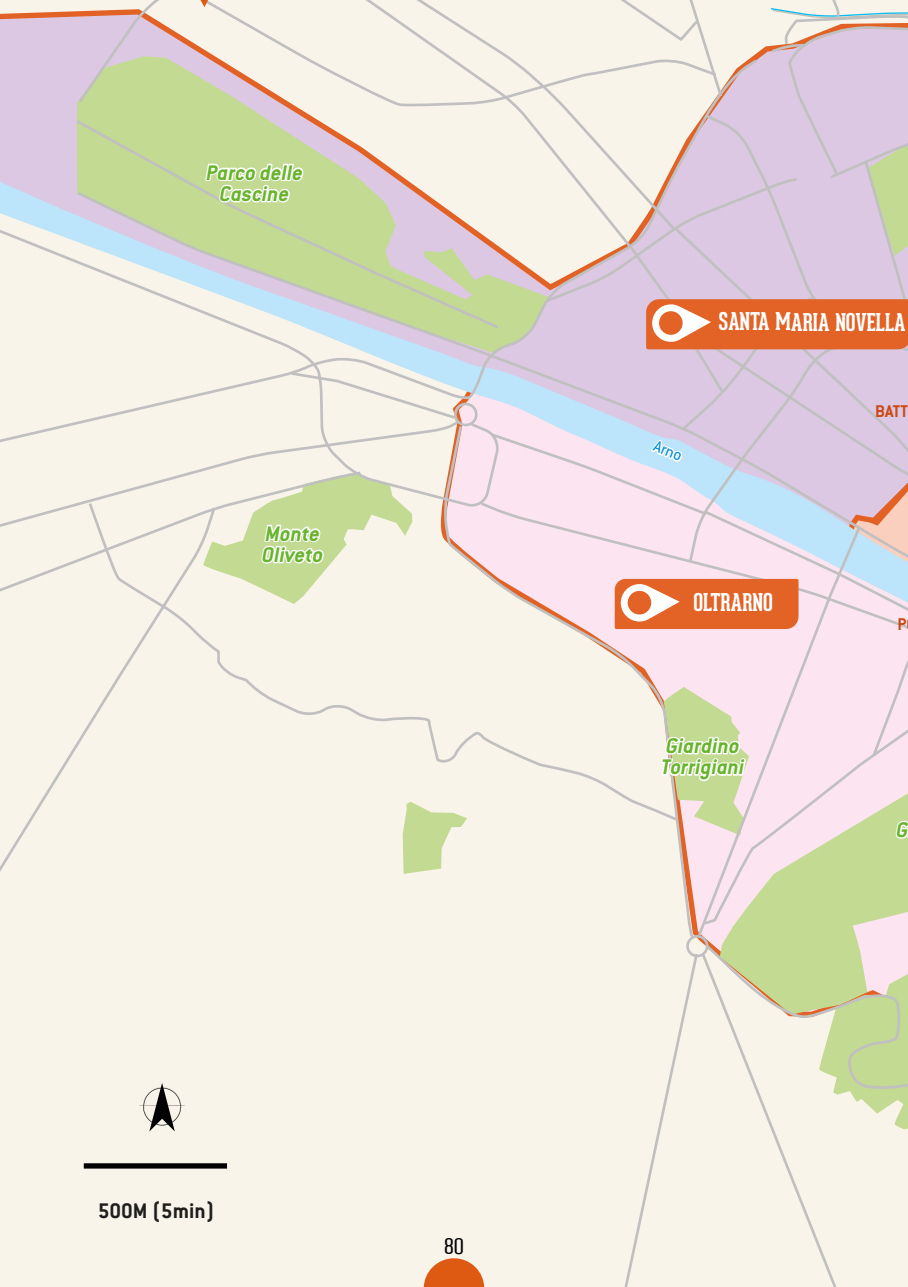 Parco delle
Cascine
SANTA MARIA NOVELLA
BATT
Arno
Monte
Oliveto
OLTRARNO
P
Giardino
Torrigiani
G
500M (5min)
80